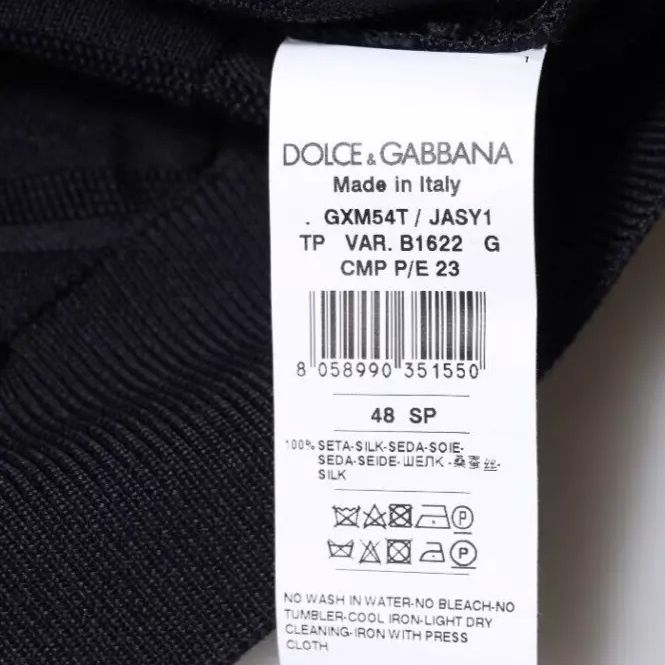 DOLCE & GABBANA
Made in Italy
. GXM54T / JASY1
TP VAR. B1622 G
CMP P/E 23
8 058990 351550
48 SP
100% SETA-SILK-SEDA-SOIE-
SEDA-SEIDE-ШЕЛК-桑蚕丝-
SILK
P
P
NO WASH IN WATER-NO BLEACH-NO
TUMBLER-COOL IRON-LIGHT DRY
CLEANING-IRON WITH PRESS
CLOTH